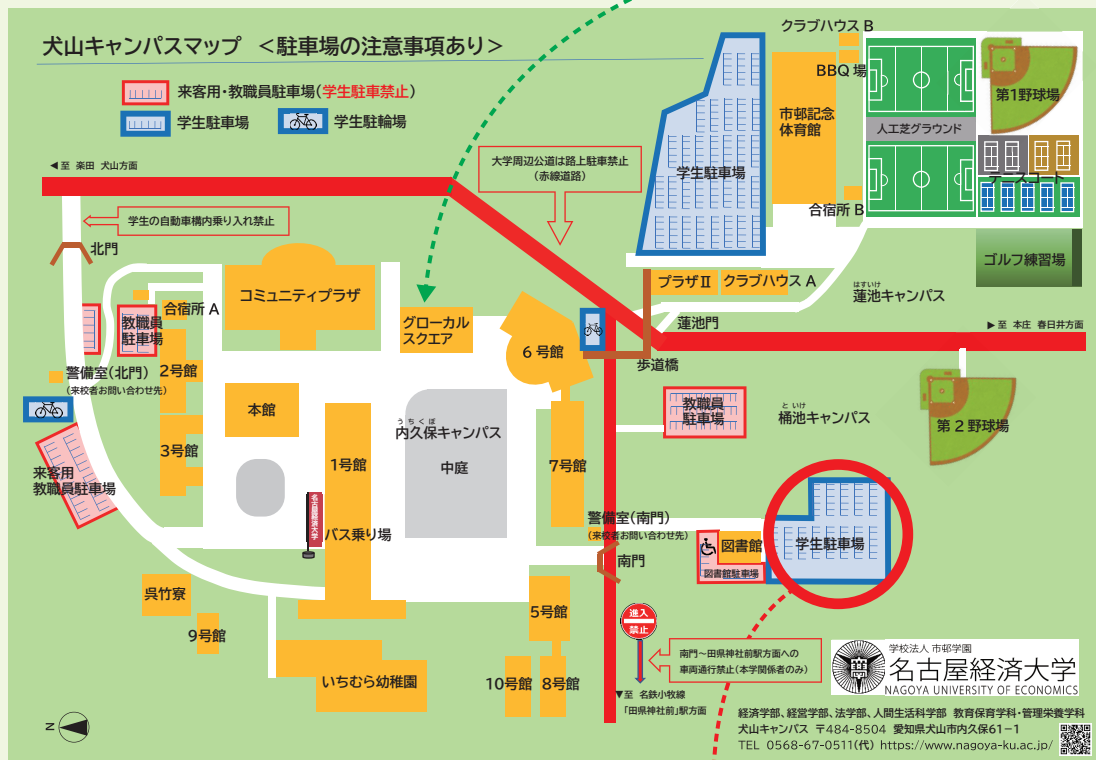 犬山キャンパスマップ <駐車場の注意事項あり>
来客用・教職員駐車場(学生駐車禁止)
学生駐車場
学生駐輪場
◀至 楽田 犬山方面
学生の自動車構内乗り入れ禁止
北門
大学周辺公道は路上駐車禁止
(赤線道路)
クラブハウス B
BBQ 場
市邨記念
体育館
学生駐車場
合宿所 B
人工芝グラウンド
第1野球場
テニスコート
ゴルフ練習場
プラザⅡ
クラブハウス A
はすいけ
蓮池キャンパス
蓮池門
▶至 本庄 春日井方面
歩道橋
コミュニティプラザ
合宿所 A
教職員
駐車場
グローカル
スクエア
6 号館
2号館
警備室(北門)
(来校者お問い合わせ先)
本館
うちくぼ
内久保キャンパス
中庭
教職員
駐車場
と いけ
桶池キャンパス
第 2 野球場
3号館
1号館
7号館
来客用
教職員駐車場
名古屋経済大学
バス乗り場
警備室(南門)
(来校者お問い合わせ先)
南門
図書館
図書館駐車場
学生駐車場
呉竹寮
9号館
5号館
いちむら幼稚園
10号館
8号館
進入
禁止
南門~田県神社前駅方面への
車両通行禁止(本学関係者のみ)
▼至 名鉄小牧線
「田県神社前」駅方面
N
学校法人 市邨学園
名古屋経済大学
NAGOYA UNIVERSITY OF ECONOMICS
経済学部、経営学部、法学部、人間生活科学部 教育保育学科・管理栄養学科
犬山キャンパス 〒484-8504 愛知県犬山市内久保61-1
TEL 0568-67-0511(代) https://www.nagoya-ku.ac.jp/